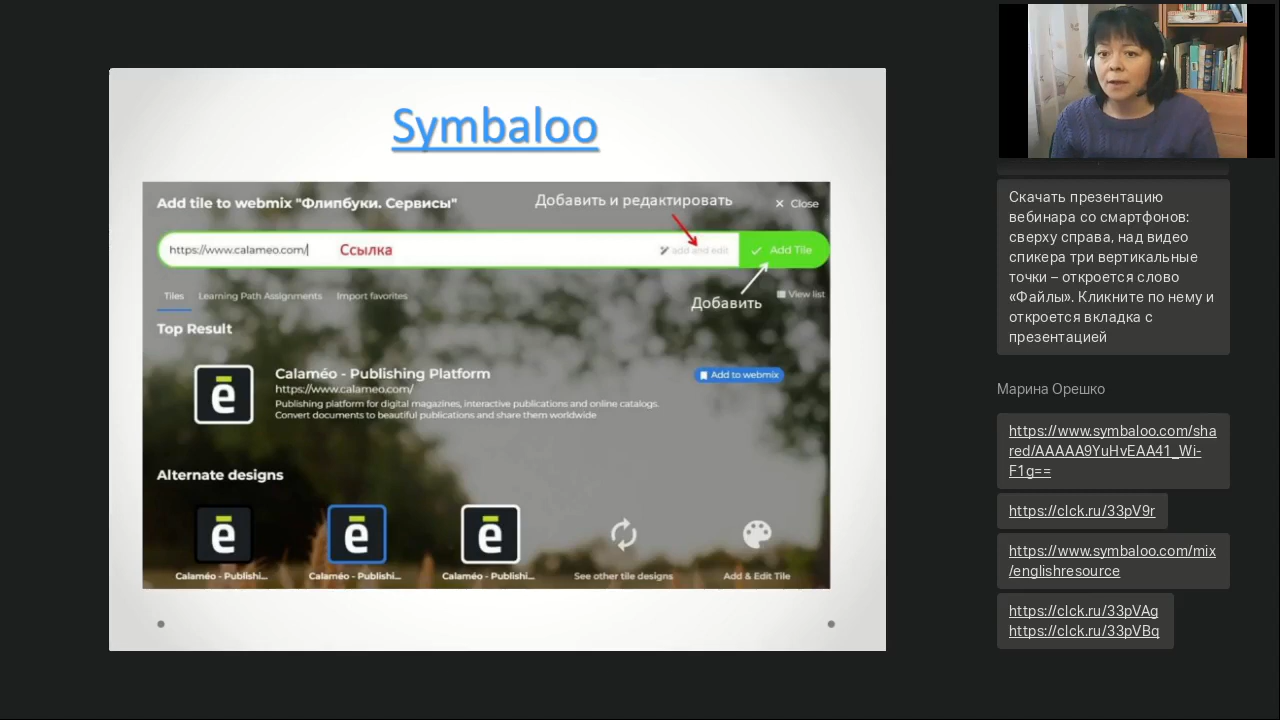 Symbaloo
Add tile to webmix "Флипбуки. Сервисы"
Добавить и редактировать
Close
https://www.calameo.com/
Ссылка
add and edit
Add Tile
Добавить
Tiles
Learning Path Assignments
Import favorites
View list
Top Result
Calaméo - Publishing Platform
https://www.calameo.com/
Add to webmix
Publishing platform for digital magazines, interactive publications and online catalogs.
Convert documents to beautiful publications and share them worldwide
Alternate designs
Calaméo - Publishi...
Calaméo - Publishi...
Calaméo - Publishi...
See other tile designs
Add & Edit Tile
Скачать презентацию
вебинара со смартфонов:
сверху справа, над видео
спикера три вертикальные
точки – откроется слово
«Файлы». Кликните по нему и
откроется вкладка с
презентацией
Марина Орешко
https://www.symbaloo.com/sha
red/AAAAA9YuHvEAA41_Wi-
F1g==
https://clck.ru/33pV9r
https://www.symbaloo.com/mix
/englishresource
https://clck.ru/33pVAg
https://clck.ru/33pVBq